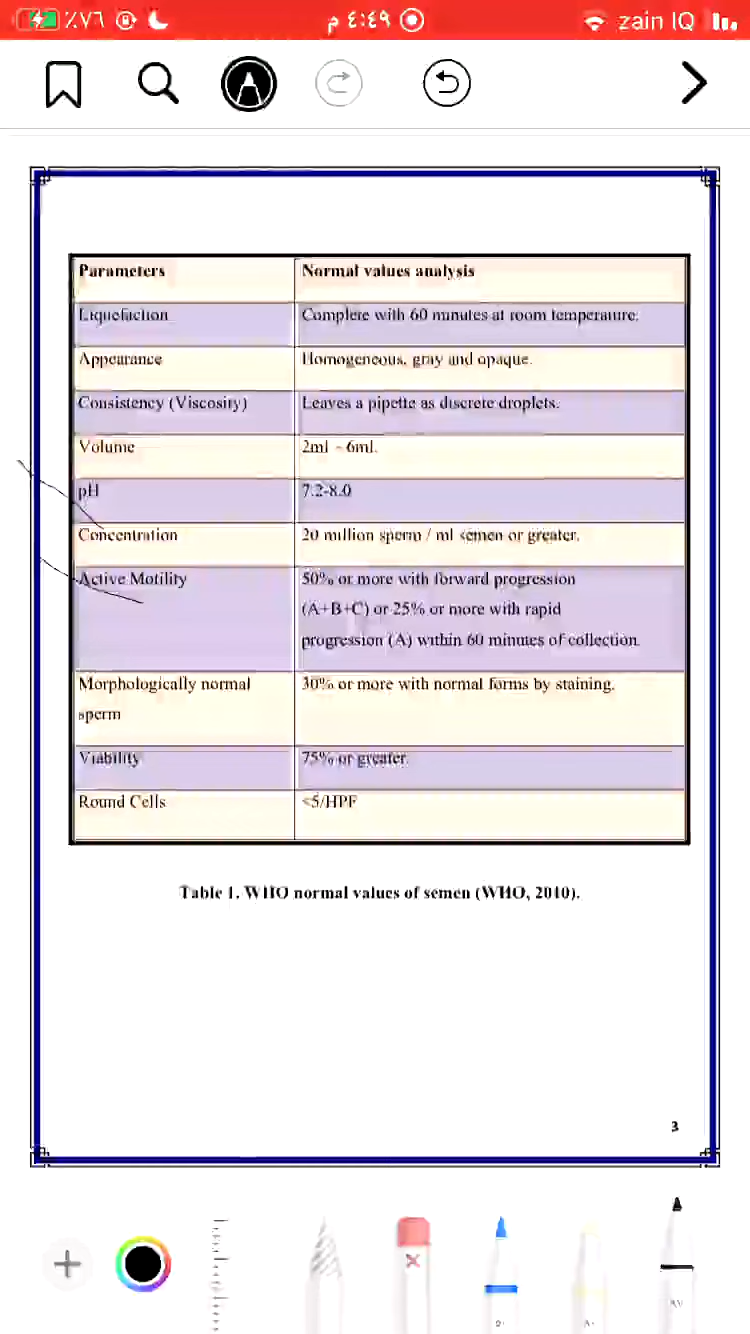 ٪٧٦
٤:٤٩ م
zain IQ
Parameters Normal values analysis
Liquefaction Complete with 60 minutes at room temperature.
Appearance Homogeneous, gray and opaque.
Consistency (Viscosity) Leaves a pipette as discrete droplets.
Volume 2ml - 6ml.
pH 7.2-8.0
Concentration 20 million sperm / ml semen or greater.
Active Motility 50% or more with forward progression
(A+B+C) or 25% or more with rapid
progression (A) within 60 minutes of collection.
Morphologically normal 30% or more with normal forms by staining.
sperm
Viability 75% or greater.
Round Cells <5/HPF
Table 1. WHO normal values of semen (WHO, 2010).
3